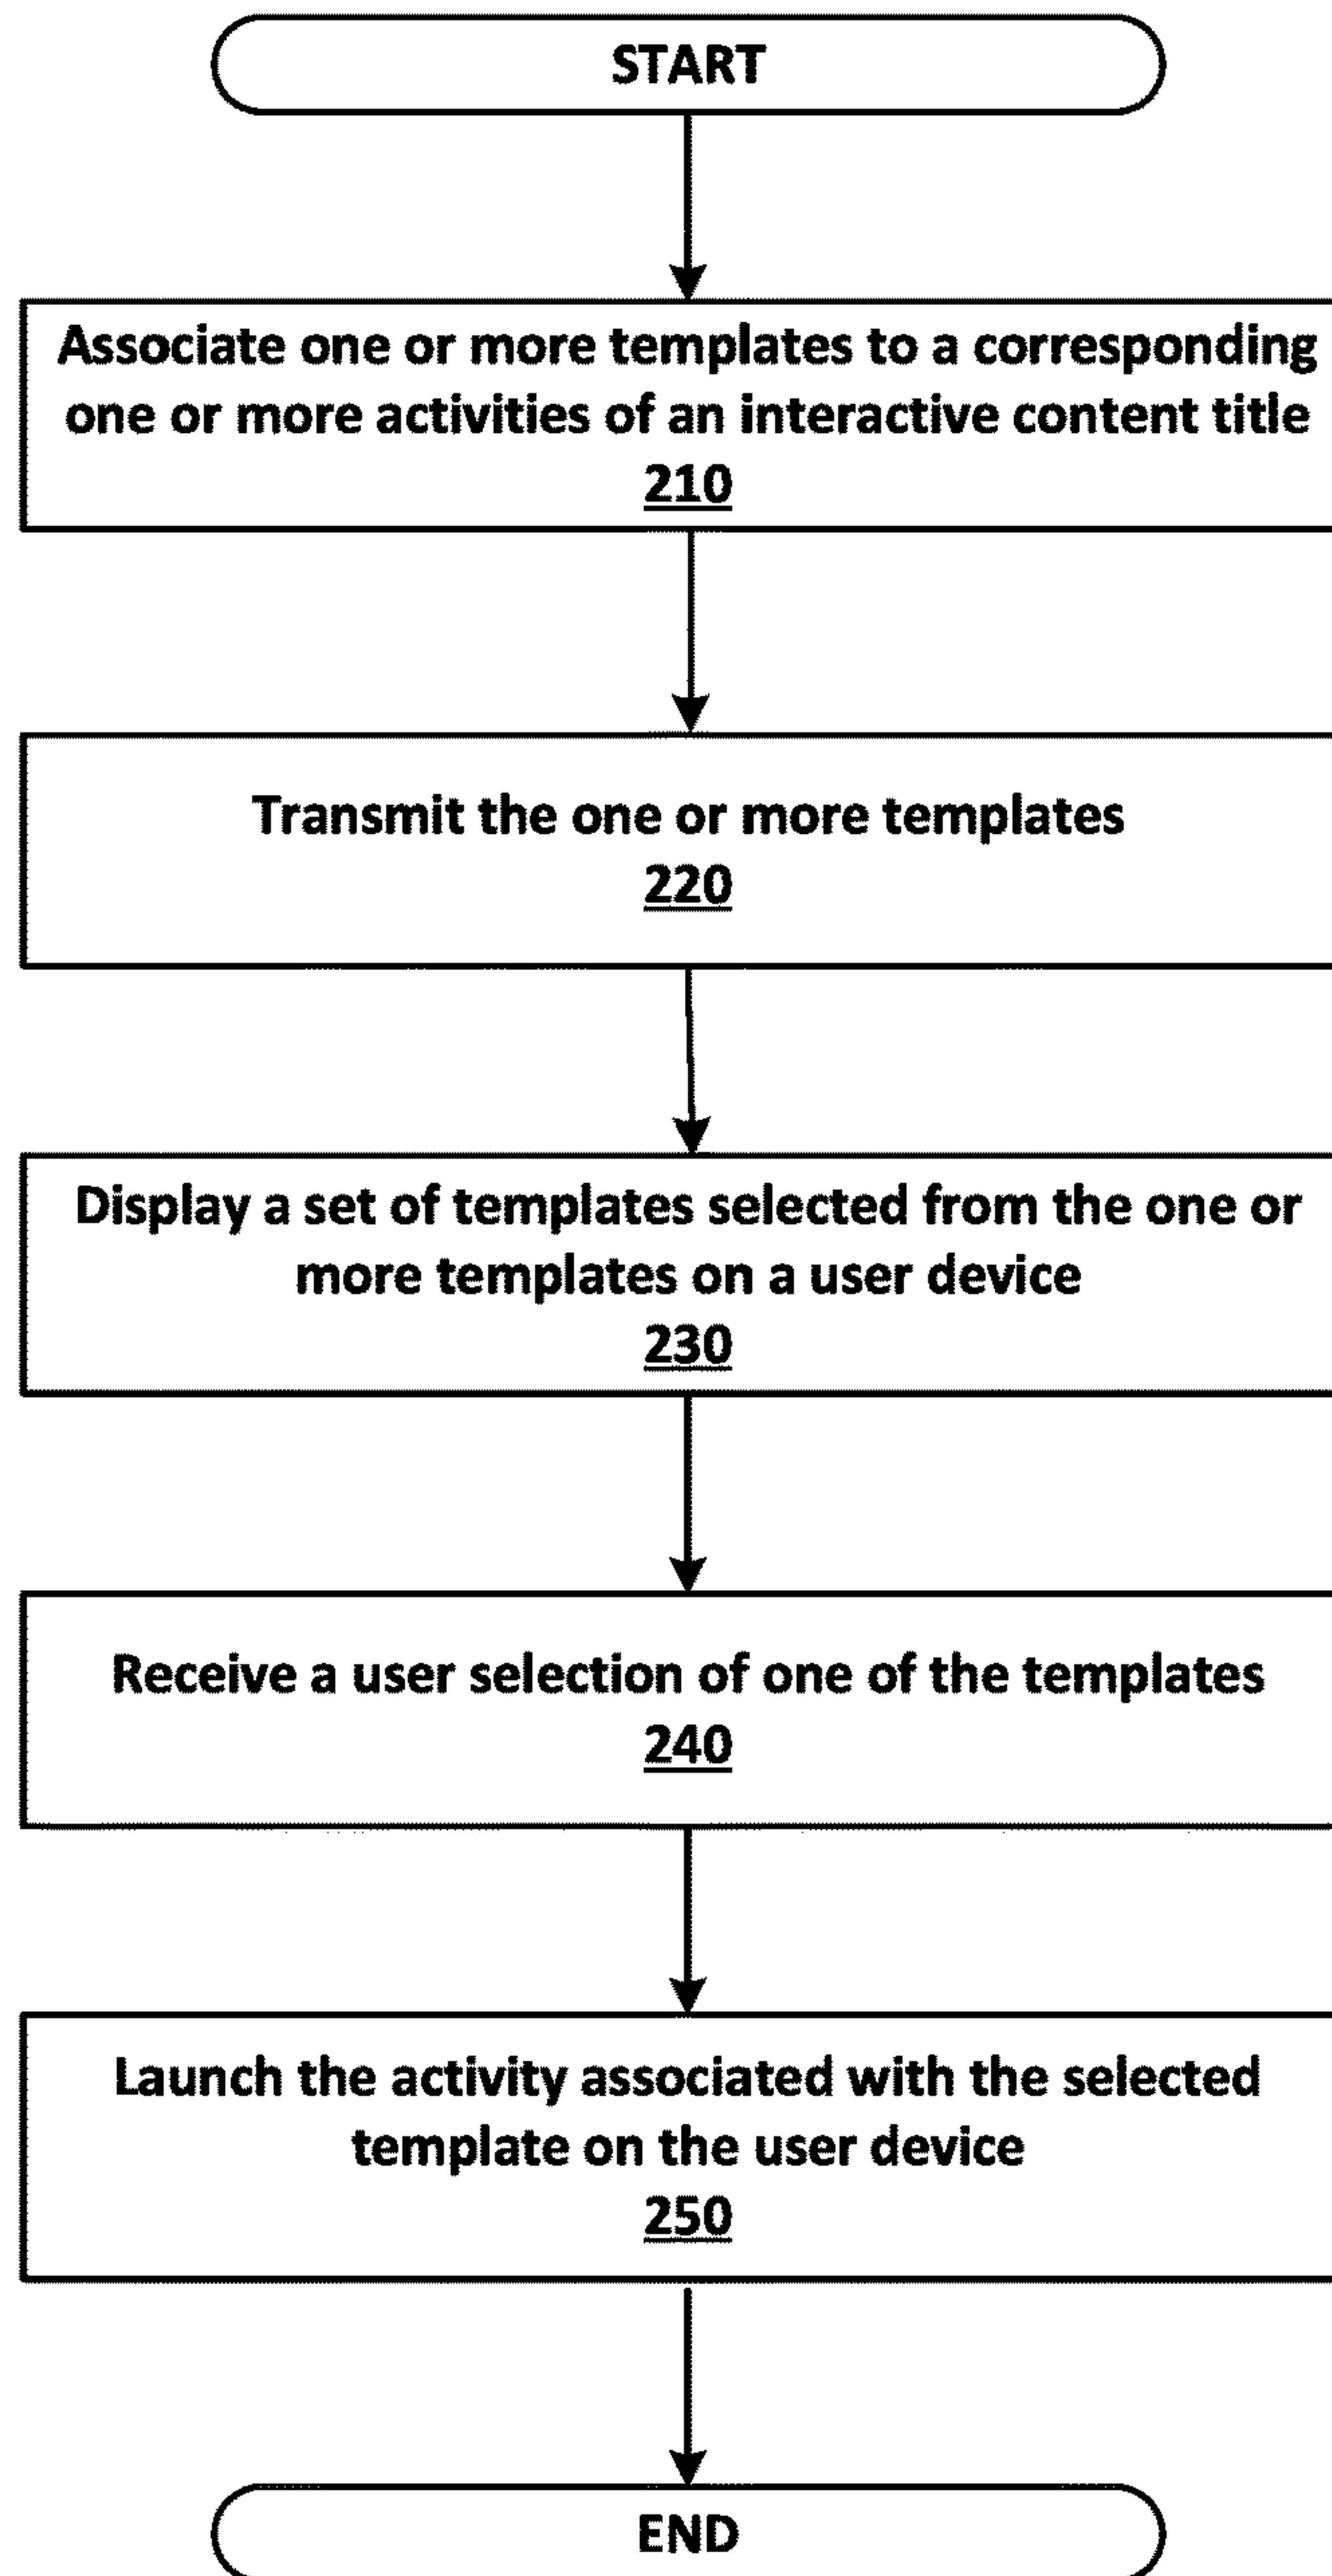 START
Associate one or more templates to a corresponding
one or more activities of an interactive content title
210
Transmit the one or more templates
220
Display a set of templates selected from the one or
more templates on a user device
230
Receive a user selection of one of the templates
240
Launch the activity associated with the selected
template on the user device
250
END